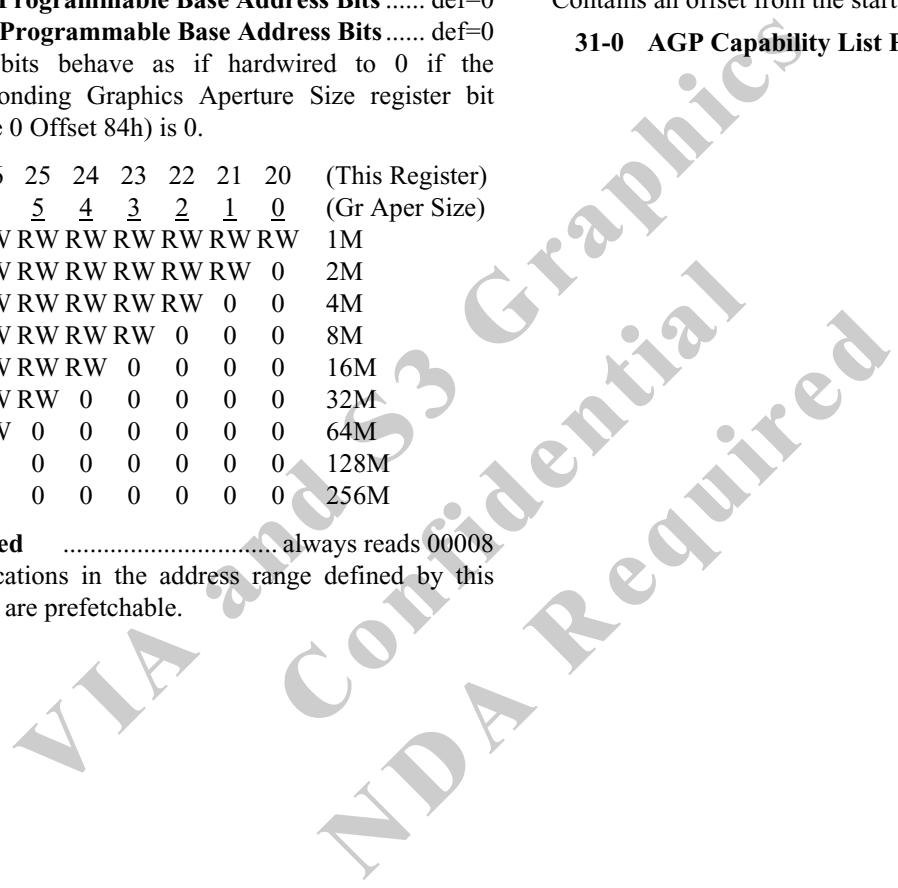 Programmable Base Address Bits ...... def=0
Programmable Base Address Bits ...... def=0
bits behave as if hardwired to 0 if the
onding Graphics Aperture Size register bit
0 Offset 84h) is 0.
25 24 23 22 21 20 (This Register)
5 4 3 2 1 0 (Gr Aper Size)
RW RW RW RW RW RW 1M
RW RW RW RW RW 0 2M
RW RW RW RW 0 0 4M
RW RW RW 0 0 0 8M
RW RW 0 0 0 0 16M
RW 0 0 0 0 0 32M
0 0 0 0 0 0 64M
0 0 0 0 0 0 128M
0 0 0 0 0 0 256M
ed ................................ always reads 00008
cations in the address range defined by this
are prefetchable.
Contains an offset from the start
31-0 AGP Capability List
VIA and S3 Graphics
Confidential
NDA Required